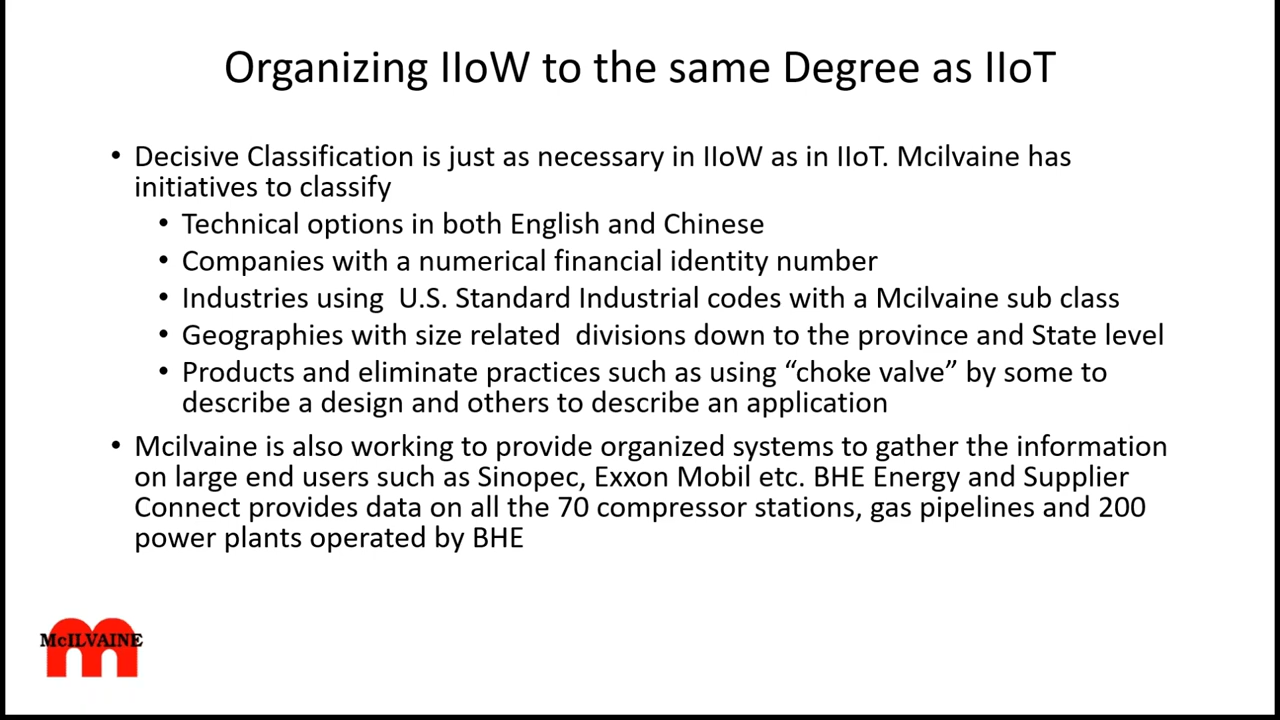 Organizing IIoW to the same Degree as IIoT
• Decisive Classification is just as necessary in IIoW as in IIoT. Mcilvaine has
initiatives to classify
• Technical options in both English and Chinese
• Companies with a numerical financial identity number
• Industries using  U.S. Standard Industrial codes with a Mcilvaine sub class
• Geographies with size related  divisions down to the province and State level
• Products and eliminate practices such as using “choke valve” by some to
describe a design and others to describe an application
• Mcilvaine is also working to provide organized systems to gather the information
on large end users such as Sinopec, Exxon Mobil etc. BHE Energy and Supplier
Connect provides data on all the 70 compressor stations, gas pipelines and 200
power plants operated by BHE
McILVAINE